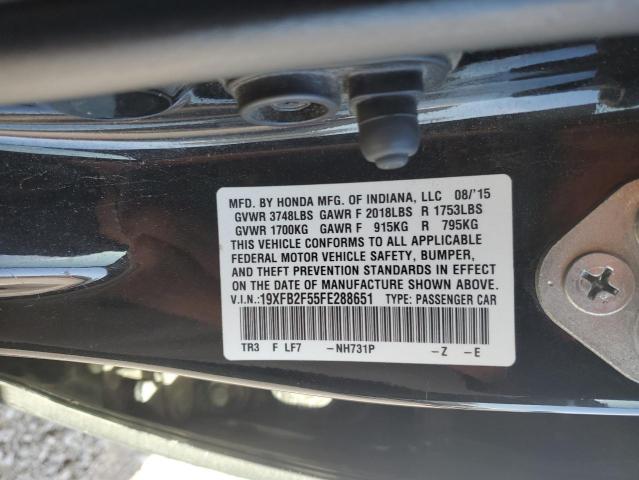 MFD. BY HONDA MFG. OF INDIANA, LLC 08/'15
GVWR 3748LBS GAWR F 2018LBS R 1753LBS
GVWR 1700KG GAWR F 915KG R 795KG
THIS VEHICLE CONFORMS TO ALL APPLICABLE
FEDERAL MOTOR VEHICLE SAFETY, BUMPER,
AND THEFT PREVENTION STANDARDS IN EFFECT
ON THE DATE OF MANUFACTURE SHOWN ABOVE.
V.I.N.:19XFB2F55FE288651 TYPE: PASSENGER CAR
TR3 F LF7 -NH731P -Z -E